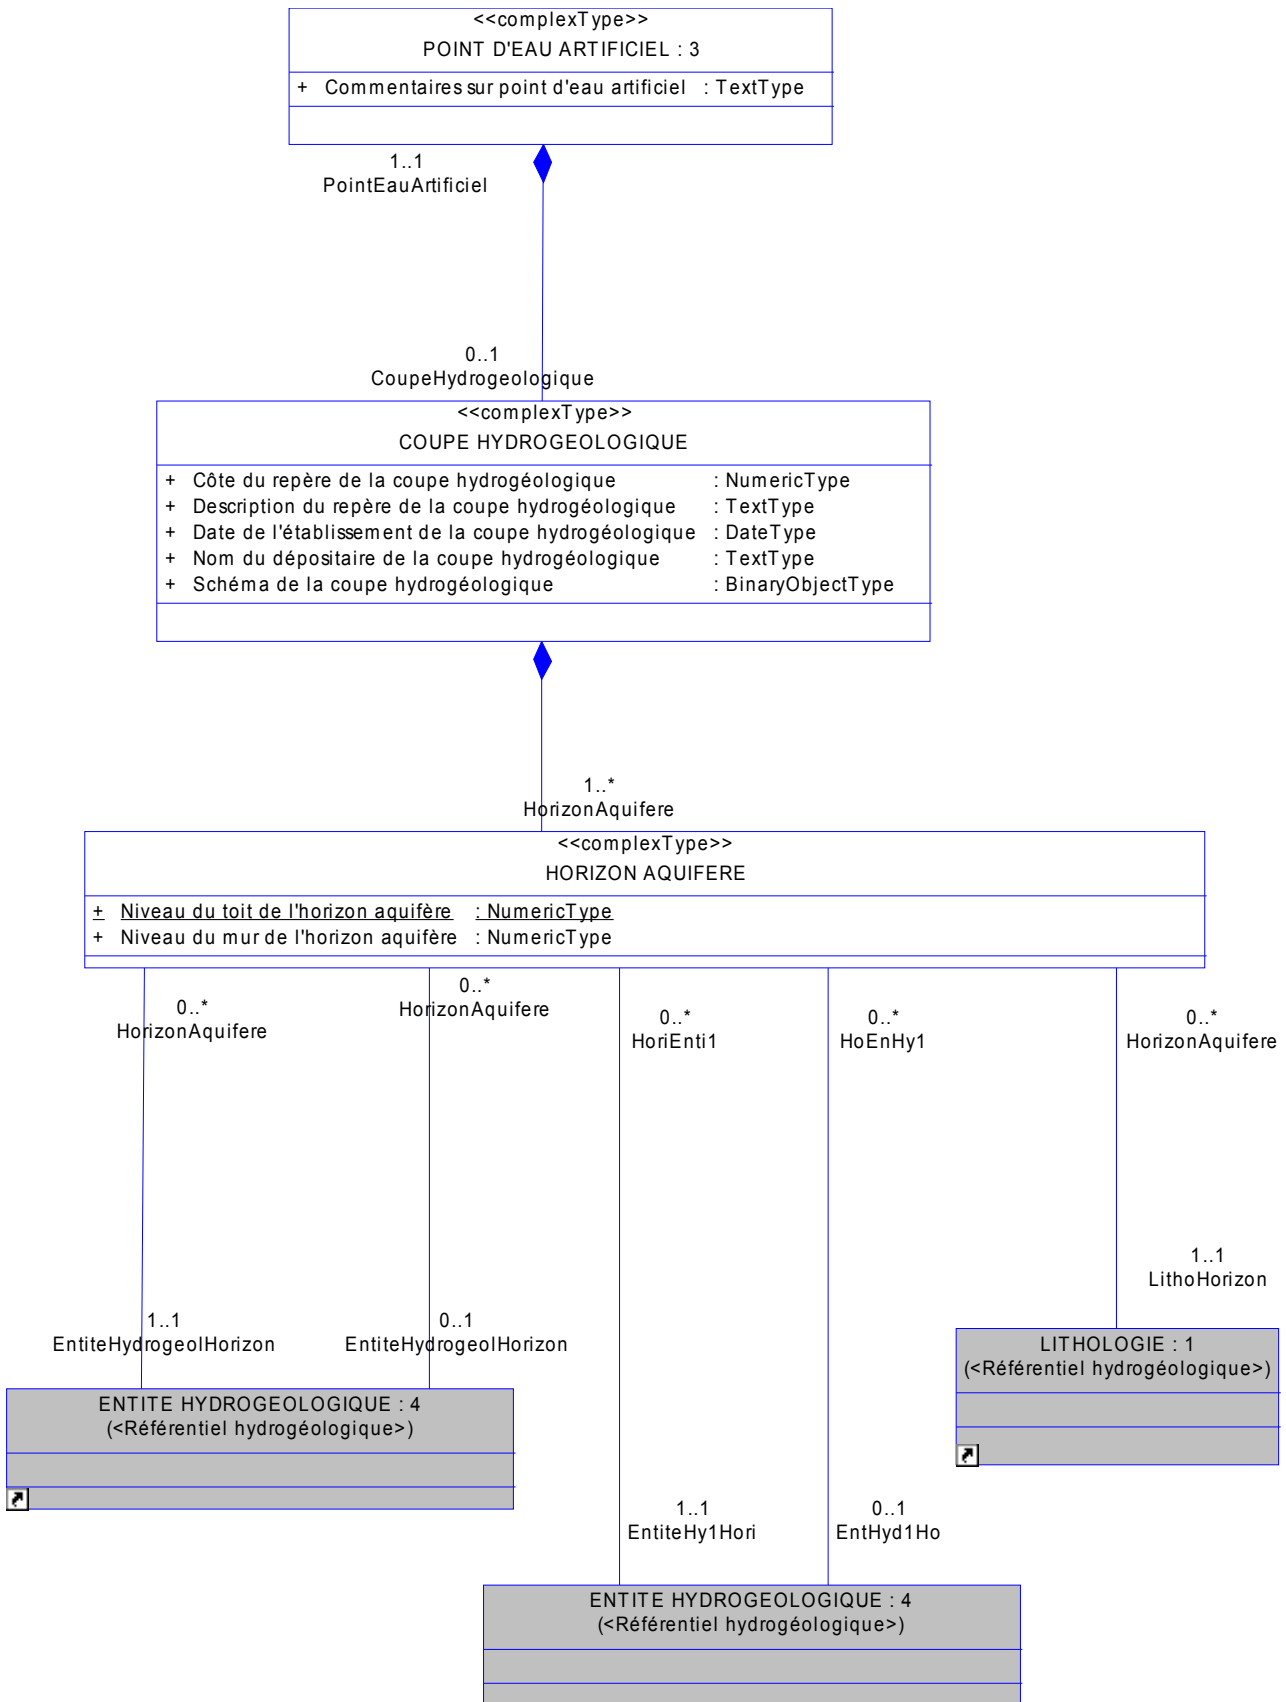 <<complexType>>
POINT D'EAU ARTIFICIEL : 3
+ Commentaires sur point d'eau artificiel : TextType
1..1
PointEauArtificiel
0..1
CoupeHydrogeologique
<<complexType>>
COUPE HYDROGEOLOGIQUE
+ Côte du repère de la coupe hydrogéologique : NumericType
+ Description du repère de la coupe hydrogéologique : TextType
+ Date de l'établissement de la coupe hydrogéologique : DateType
+ Nom du dépositaire de la coupe hydrogéologique : TextType
+ Schéma de la coupe hydrogéologique : BinaryObjectType
1..*
HorizonAquifere
<<complexType>>
HORIZON AQUIFERE
+ Niveau du toit de l'horizon aquifère : NumericType
+ Niveau du mur de l'horizon aquifère : NumericType
0..*
HorizonAquifere
0..*
HorizonAquifere
0..*
HoriEnti1
0..*
HoEnHy1
0..*
HorizonAquifere
1..1
LithoHorizon
1..1
EntiteHydrogeolHorizon
0..1
EntiteHydrogeolHorizon
LITHOLOGIE : 1
(<Référentiel hydrogéologique>)
ENTITE HYDROGEOLOGIQUE : 4
(<Référentiel hydrogéologique>)
1..1
EntiteHy1Hori
0..1
EntHyd1Ho
ENTITE HYDROGEOLOGIQUE : 4
(<Référentiel hydrogéologique>)